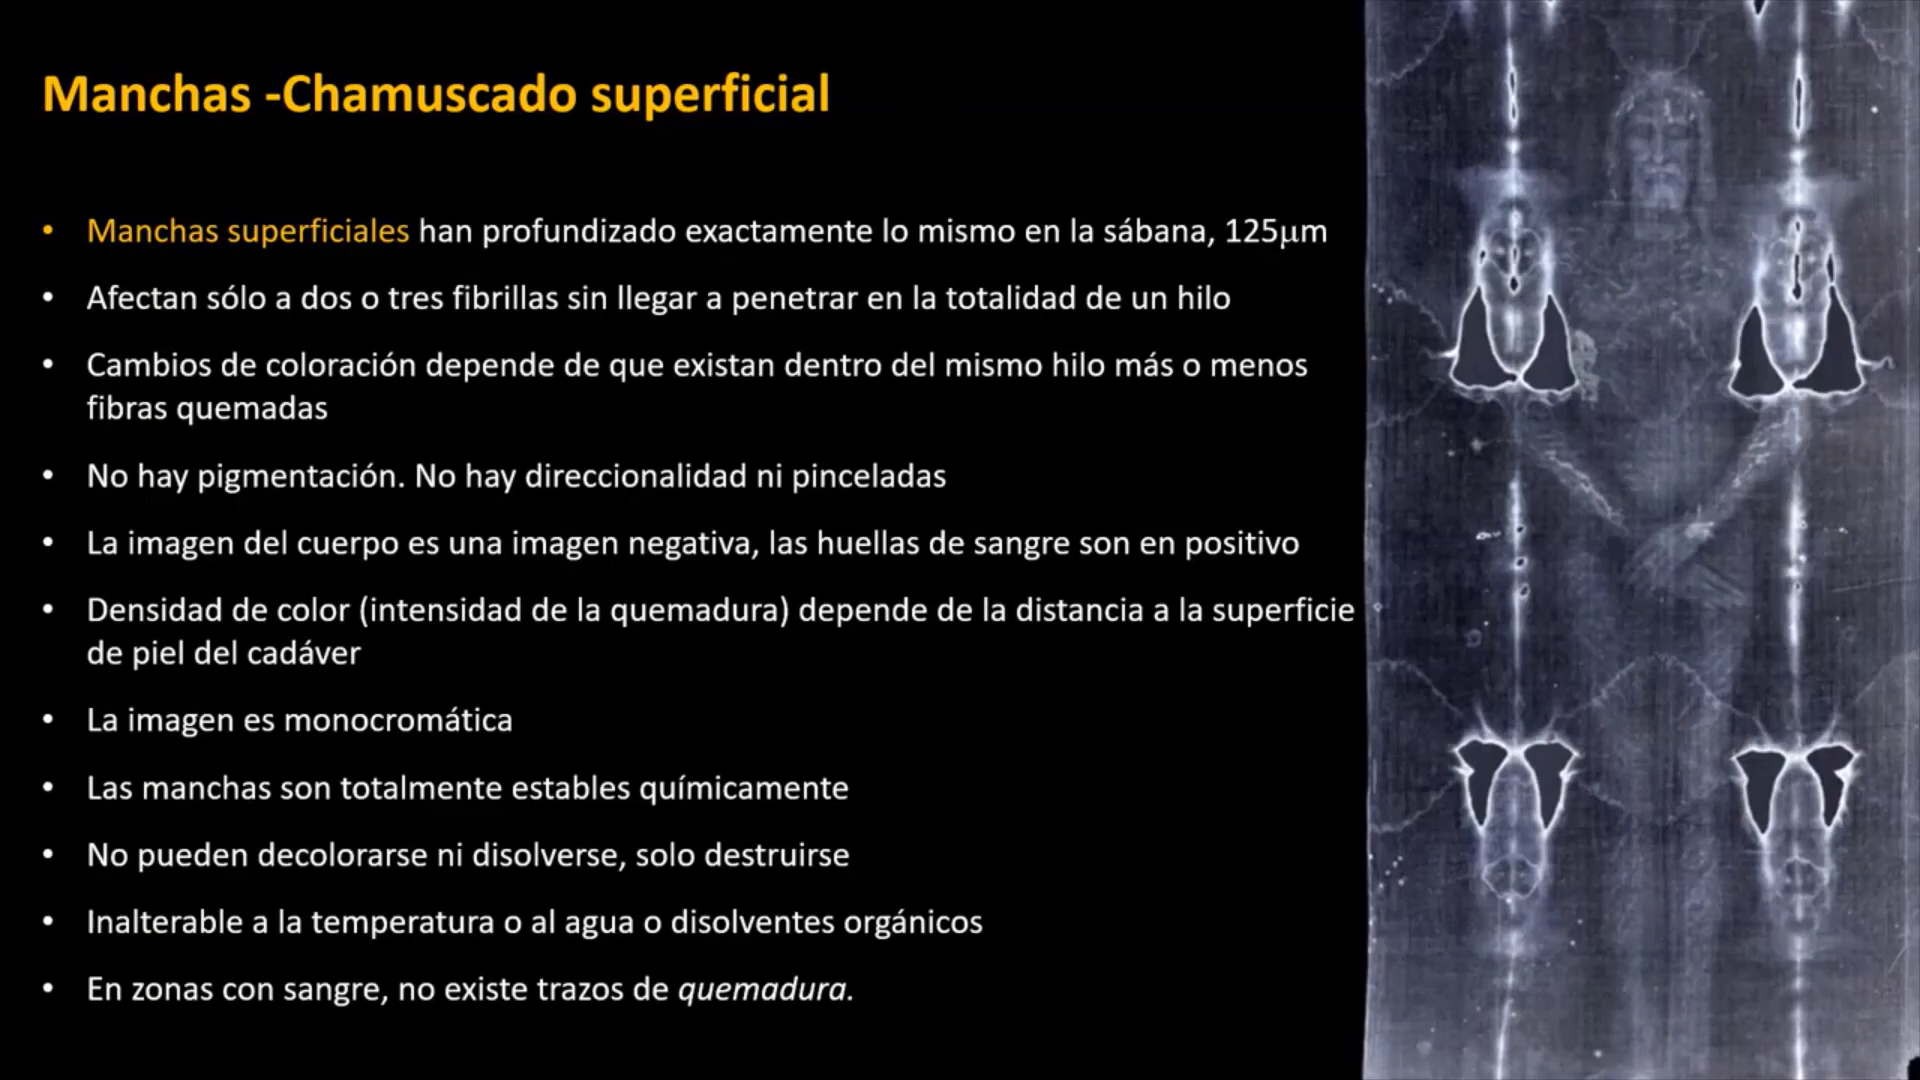 Manchas -Chamuscado superficial
• Manchas superficiales han profundizado exactamente lo mismo en la sábana, 125μm
• Afectan sólo a dos o tres fibrillas sin llegar a penetrar en la totalidad de un hilo
• Cambios de coloración depende de que existan dentro del mismo hilo más o menos
fibras quemadas
• No hay pigmentación. No hay direccionalidad ni pinceladas
• La imagen del cuerpo es una imagen negativa, las huellas de sangre son en positivo
• Densidad de color (intensidad de la quemadura) depende de la distancia a la superficie
de piel del cadáver
• La imagen es monocromática
• Las manchas son totalmente estables químicamente
• No pueden decolorarse ni disolverse, solo destruirse
• Inalterable a la temperatura o al agua o disolventes orgánicos
• En zonas con sangre, no existe trazos de quemadura.